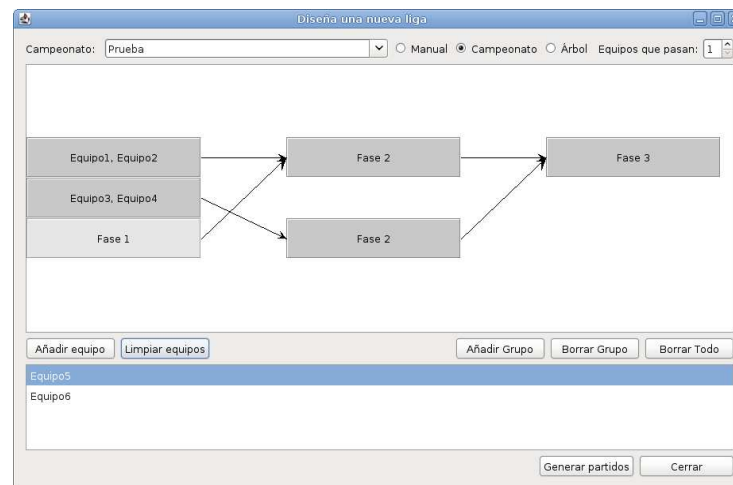 Diseña una nueva liga
Campeonato: Prueba Manual Campeonato Árbol Equipos que pasan: 1
Equipo1, Equipo2 Fase 2 Fase 3
Equipo3, Equipo4
Fase 1 Fase 2
Añadir equipo Limpiar equipos Añadir Grupo Borrar Grupo Borrar Todo
Equipo5
Equipo6
Generar partidos Cerrar